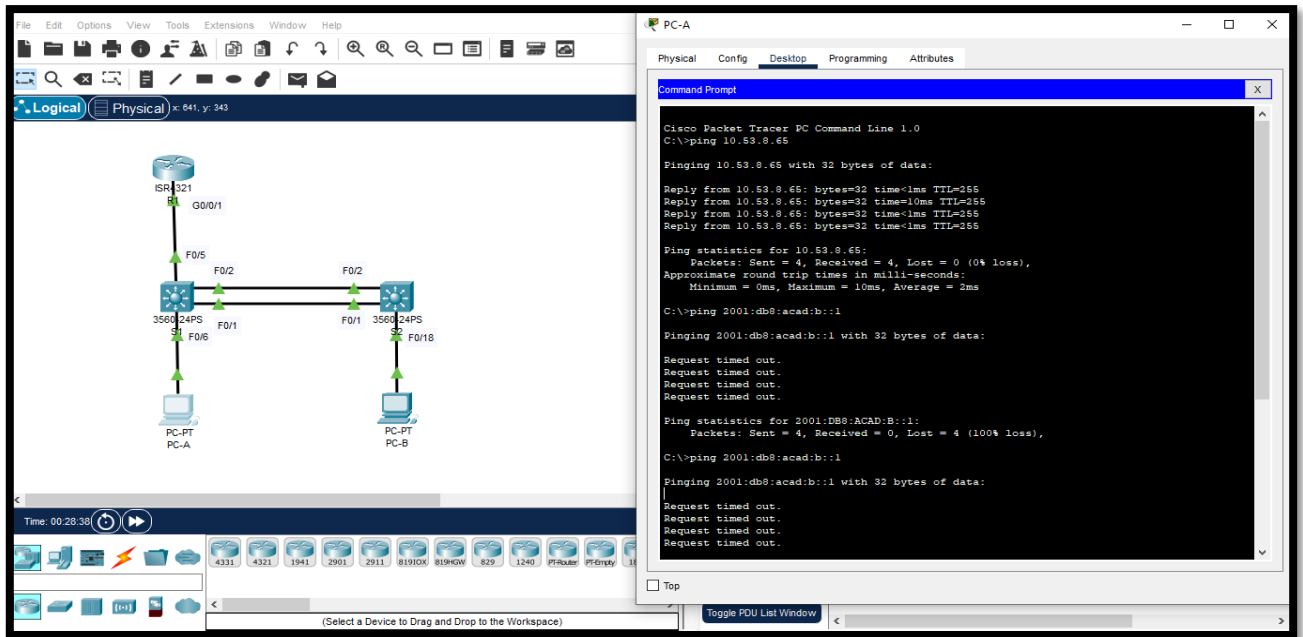 File Edit Options View Tools Extensions Window Help
Logical Physical x: 641, y: 343
ISR4321
R1
G0/0/1
F0/5
F0/2
F0/2
3560-24PS
S1
F0/1
F0/6
F0/1
3560-24PS
S2
F0/18
PC-PT
PC-A
PC-PT
PC-B
Time: 00:28:38
4331 4321 1941 2901 2911 819IOX 819HGW 829 1240 PT-Router PT-Empty
(Select a Device to Drag and Drop to the Workspace)
PC-A
Physical Config Desktop Programming Attributes
Command Prompt X
Cisco Packet Tracer PC Command Line 1.0
C:\>ping 10.53.8.65
Pinging 10.53.8.65 with 32 bytes of data:
Reply from 10.53.8.65: bytes=32 time<1ms TTL=255
Reply from 10.53.8.65: bytes=32 time=10ms TTL=255
Reply from 10.53.8.65: bytes=32 time<1ms TTL=255
Reply from 10.53.8.65: bytes=32 time<1ms TTL=255
Ping statistics for 10.53.8.65:
Packets: Sent = 4, Received = 4, Lost = 0 (0% loss),
Approximate round trip times in milli-seconds:
Minimum = 0ms, Maximum = 10ms, Average = 2ms
C:\>ping 2001:db8:acad:b::1
Pinging 2001:db8:acad:b::1 with 32 bytes of data:
Request timed out.
Request timed out.
Request timed out.
Request timed out.
Ping statistics for 2001:DB8:ACAD:B::1:
Packets: Sent = 4, Received = 0, Lost = 4 (100% loss),
C:\>ping 2001:db8:acad:b::1
Pinging 2001:db8:acad:b::1 with 32 bytes of data:
Request timed out.
Request timed out.
Request timed out.
Request timed out.
Top
Toggle PDU List Window